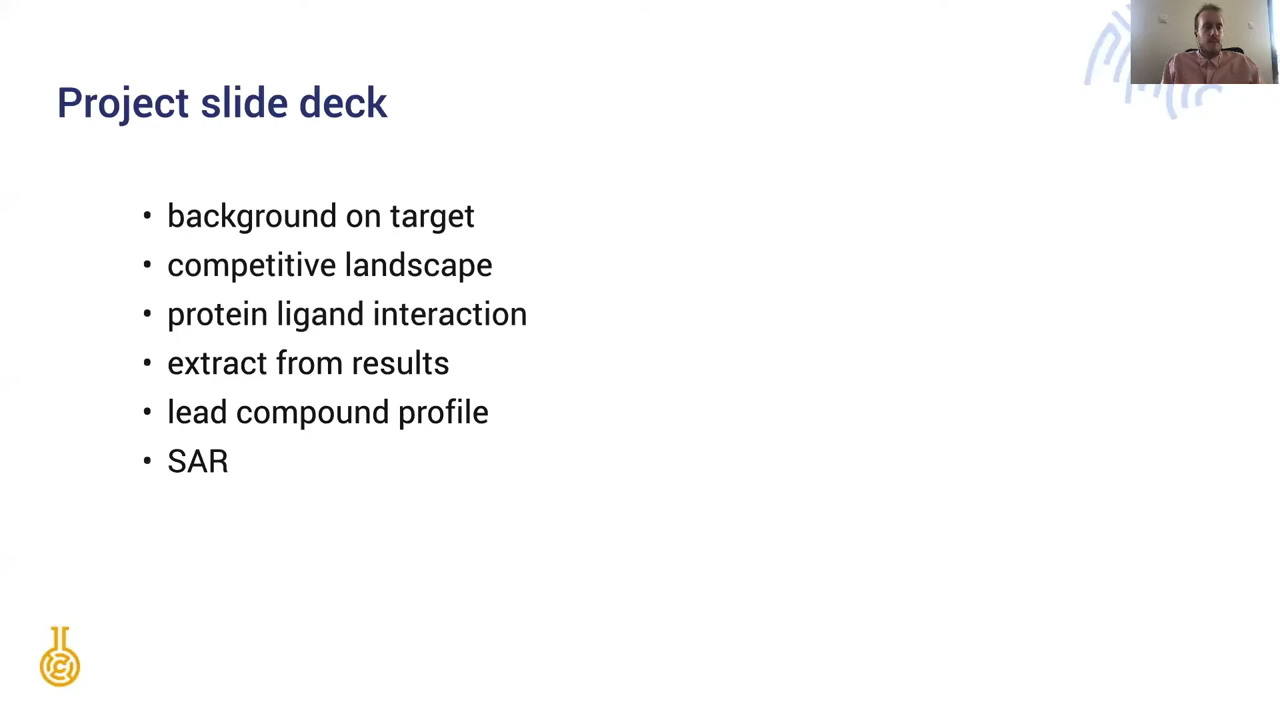 Project slide deck
• background on target
• competitive landscape
• protein ligand interaction
• extract from results
• lead compound profile
• SAR